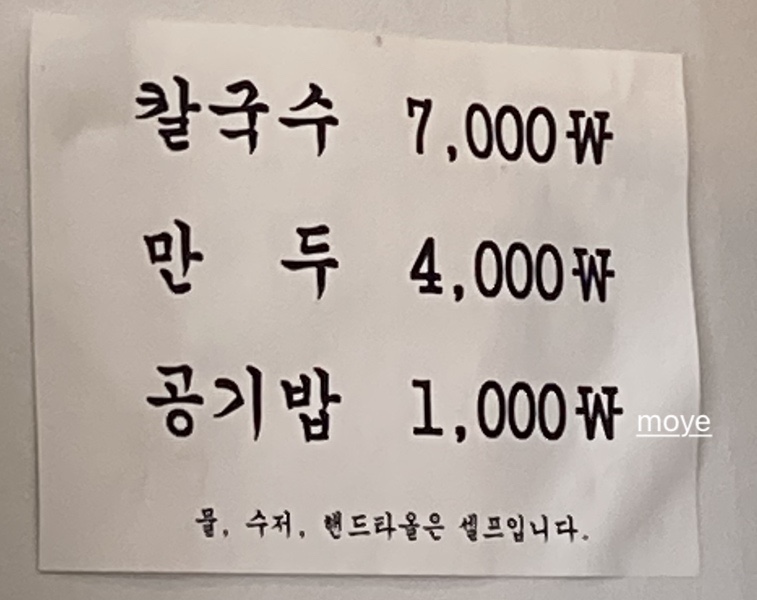 칼국수 7,000₩
만 두 4,000₩
공기밥 1,000₩ moye
물, 수저, 핸드타올은 셀프입니다.